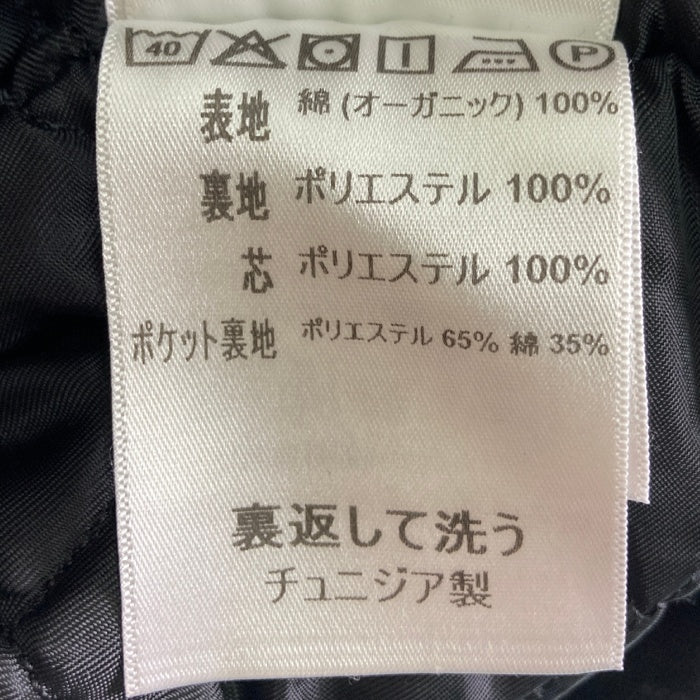 40 P
表地 綿 (オーガニック) 100%
裏地 ポリエステル 100%
芯 ポリエステル 100%
ポケット裏地 ポリエステル 65% 綿 35%
裏返して洗う
チュニジア製